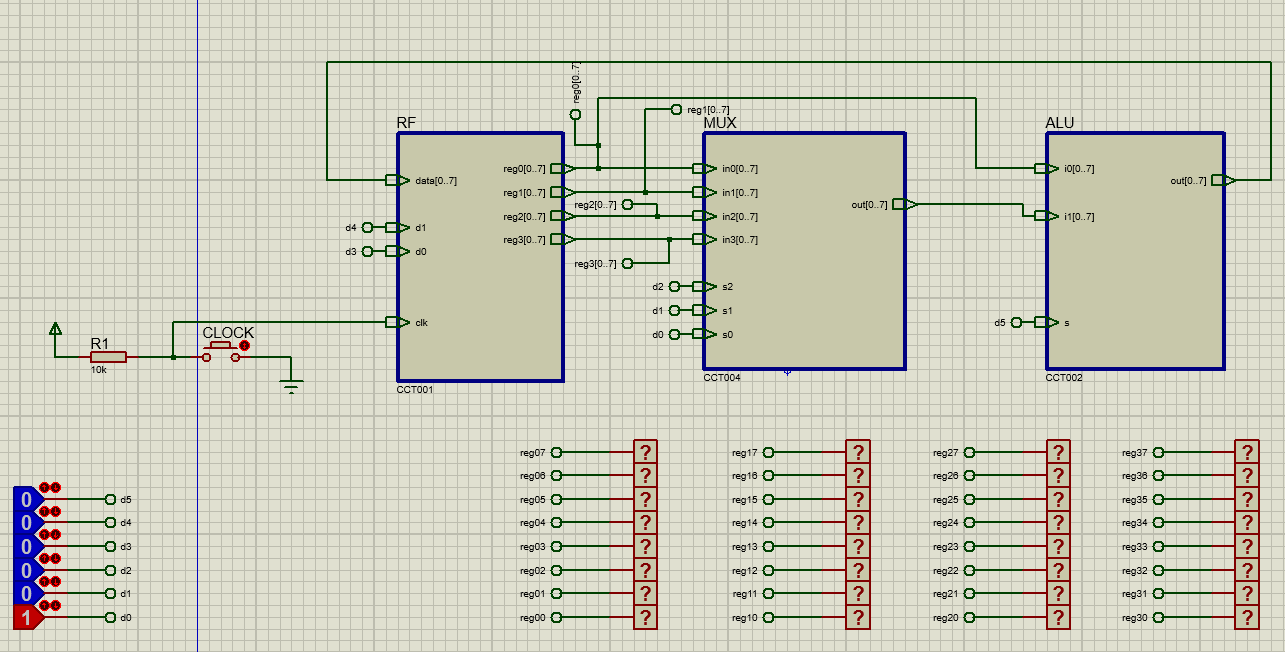 reg0[0..7]
reg1[0..7]
RF
MUX
ALU
data[0..7]
reg0[0..7]
in0[0..7]
i0[0..7]
out[0..7]
reg1[0..7]
in1[0..7]
reg2[0..7]
out[0..7]
d4
d1
reg2[0..7]
in2[0..7]
i1[0..7]
d3
d0
reg3[0..7]
in3[0..7]
reg3[0..7]
d2
s2
d1
s1
clk
d0
s0
d5
s
R1
10k
CLOCK
CCT001
CCT004
CCT002
reg07 ? reg17 ? reg27 ? reg37 ?
reg06 ? reg16 ? reg26 ? reg36 ?
0 d5 reg05 ? reg15 ? reg25 ? reg35 ?
0 d4 reg04 ? reg14 ? reg24 ? reg34 ?
0 d3 reg03 ? reg13 ? reg23 ? reg33 ?
0 d2 reg02 ? reg12 ? reg22 ? reg32 ?
0 d1 reg01 ? reg11 ? reg21 ? reg31 ?
1 d0 reg00 ? reg10 ? reg20 ? reg30 ?